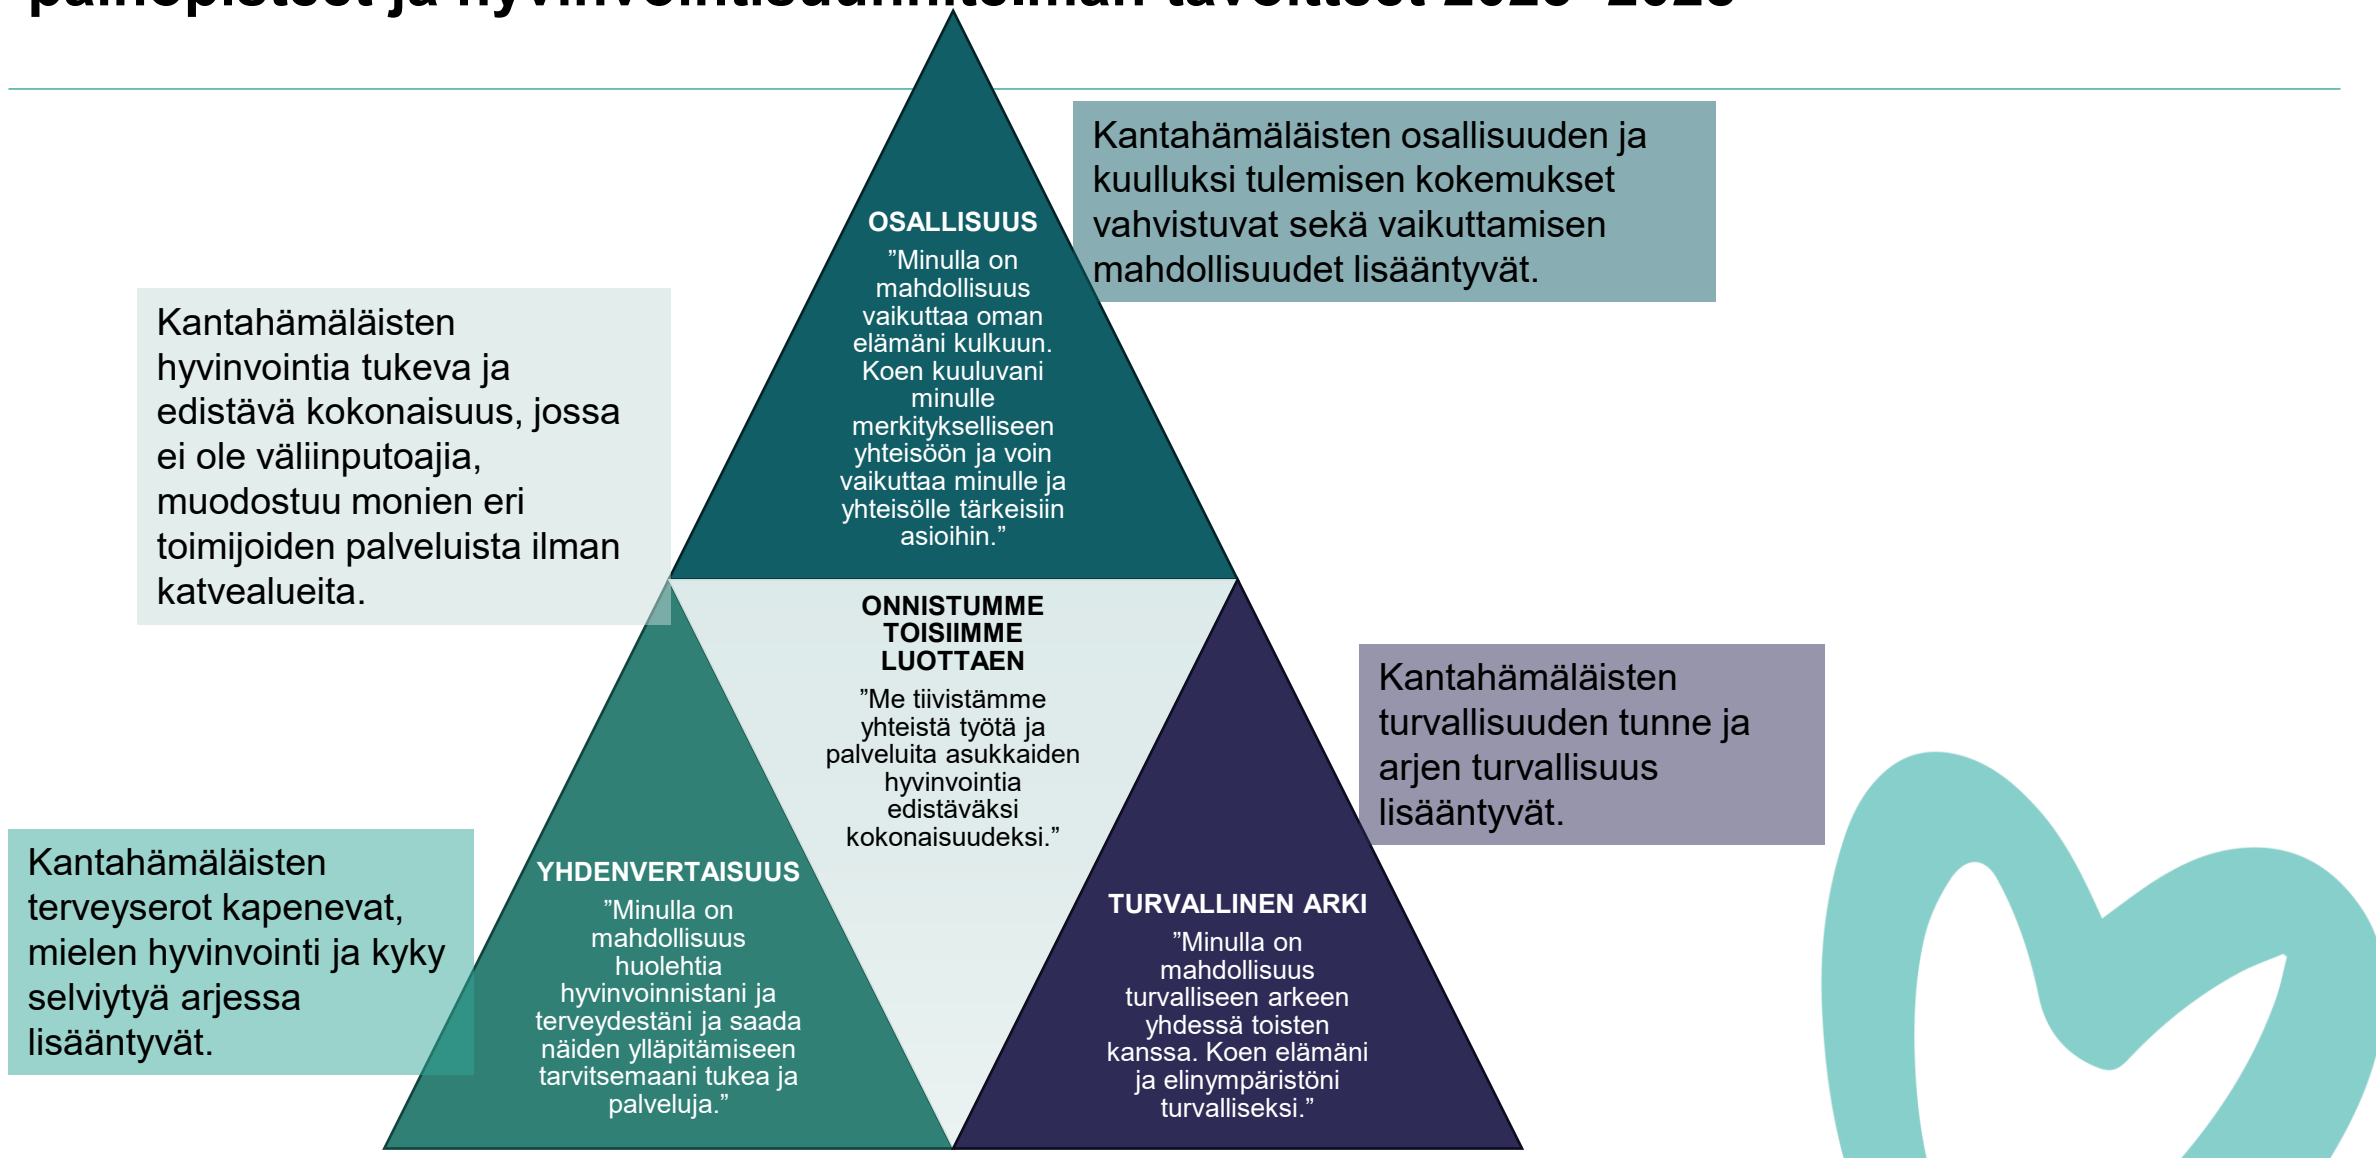 painopisteet ja hyvinvointisuunnitelman tavoitteet
OSALLISUUS
”Minulla on
mahdollisuus
vaikuttaa oman
elämäni kulkuun.
Koen kuuluvani
minulle
merkitykselliseen
yhteisöön ja voin
vaikuttaa minulle ja
yhteisölle tärkeisiin
asioihin.”
Kantahämäläisten osallisuuden ja
kuulluksi tulemisen kokemukset
vahvistuvat sekä vaikuttamisen
mahdollisuudet lisääntyvät.
Kantahämäläisten
hyvinvointia tukeva ja
edistävä kokonaisuus, jossa
ei ole väliinputoajia,
muodostuu monien eri
toimijoiden palveluista ilman
katvealueita.
ONNISTUMME
TOISIIMME
LUOTTAEN
”Me tiivistämme
yhteistä työtä ja
palveluita asukkaiden
hyvinvointia
edistäväksi
kokonaisuudeksi.”
Kantahämäläisten
turvallisuuden tunne ja
arjen turvallisuus
lisääntyvät.
Kantahämäläisten
terveyserot kapenevat,
mielen hyvinvointi ja kyky
selviytyä arjessa
lisääntyvät.
YHDENVERTAISUUS
”Minulla on
mahdollisuus
huolehtia
hyvinvoinnistani ja
terveydestäni ja saada
näiden ylläpitämiseen
tarvitsemaani tukea ja
palveluja.”
TURVALLINEN ARKI
”Minulla on
mahdollisuus
turvalliseen arkeen
yhdessä toisten
kanssa. Koen elämäni
ja elinympäristöni
turvalliseksi.”